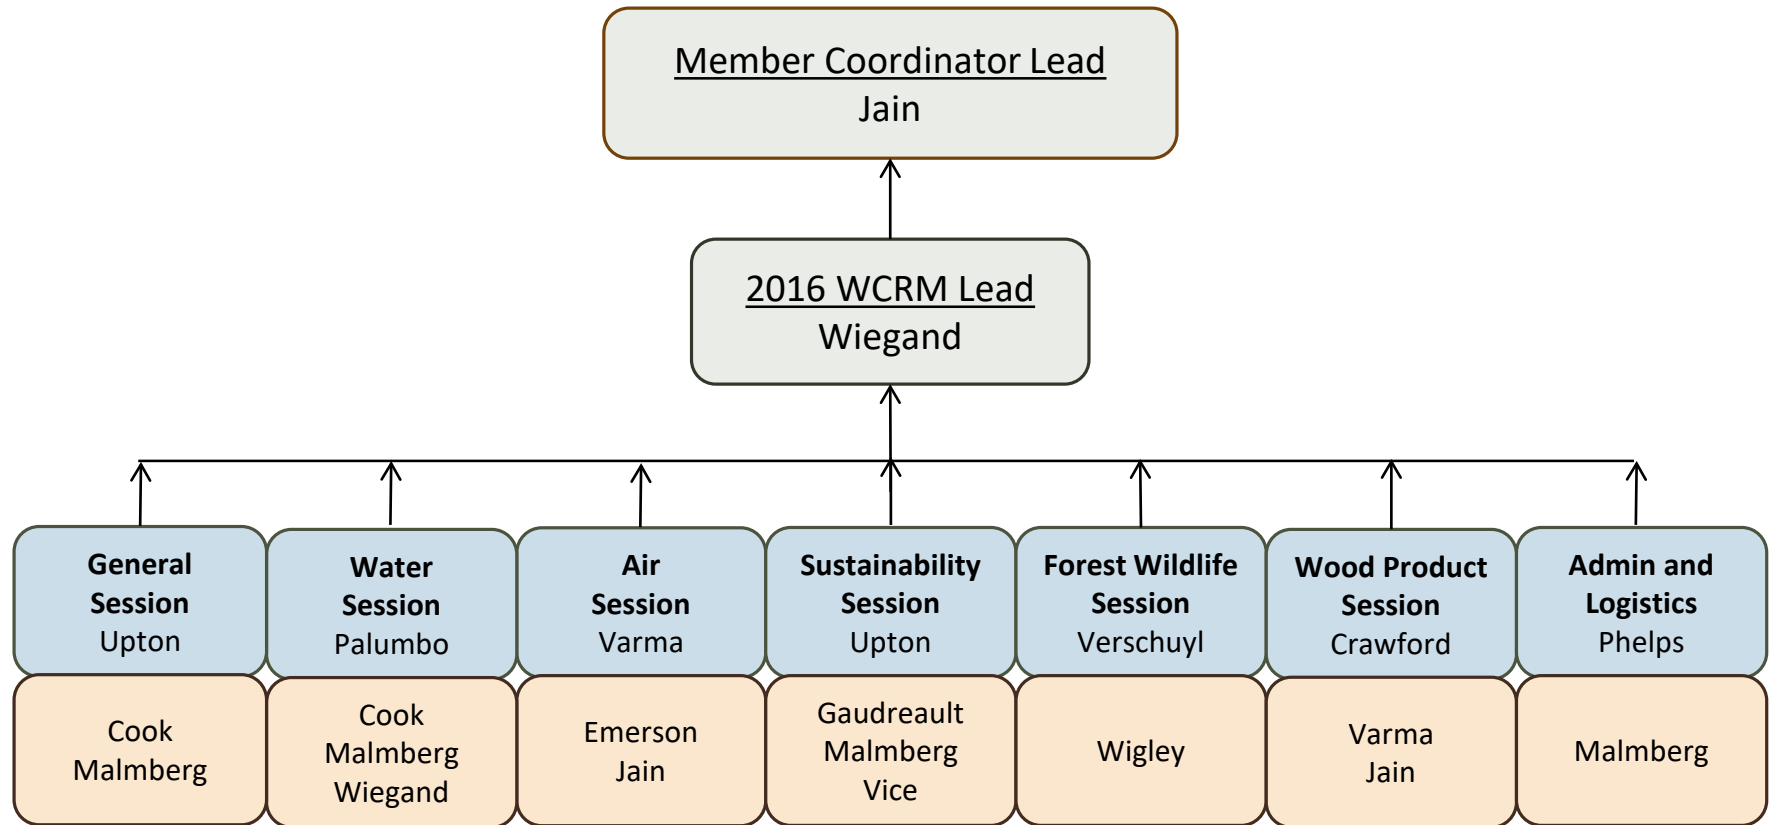 Member Coordinator Lead
Jain
2016 WCRM Lead
Wiegand
General
Session
Upton
Water
Session
Palumbo
Air
Session
Varma
Sustainability
Session
Upton
Forest Wildlife
Session
Verschuyl
Wood Product
Session
Crawford
Admin and
Logistics
Phelps
Cook
Malmberg
Cook
Malmberg
Wiegand
Emerson
Jain
Gaudreault
Malmberg
Vice
Wigley
Varma
Jain
Malmberg